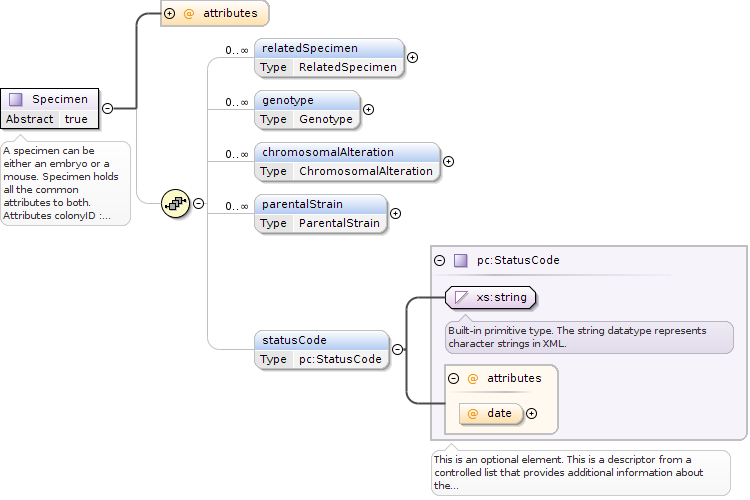 @ attributes
0..∞
relatedSpecimen
Type RelatedSpecimen
Specimen
Abstract true
0..∞
genotype
Type Genotype
A specimen can be
either an embryo or a
mouse. Specimen holds
all the common
attributes to both.
Attributes colonyID :...
0..∞
chromosomalAlteration
Type ChromosomalAlteration
0..∞
parentalStrain
Type ParentalStrain
statusCode
Type pc:StatusCode
pc:StatusCode
xs:string
Built-in primitive type. The string datatype represents
character strings in XML.
@ attributes
@ date
This is an optional element. This is a descriptor from a
controlled list that provides additional information about
the...